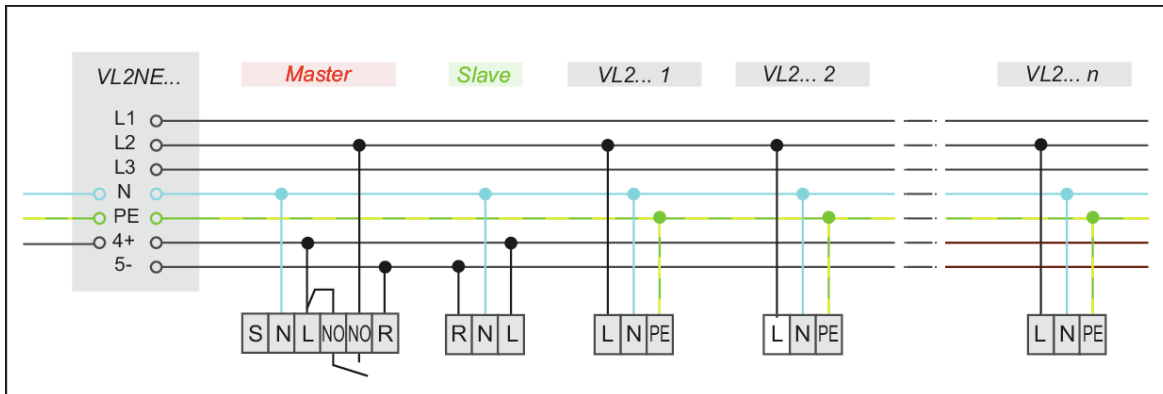 VL2NE... Master Slave VL2... 1 VL2... 2 VL2... n
L1
L2
L3
N
PE
4+
5-
S N L NO NO R R N L L N PE L N PE L N PE